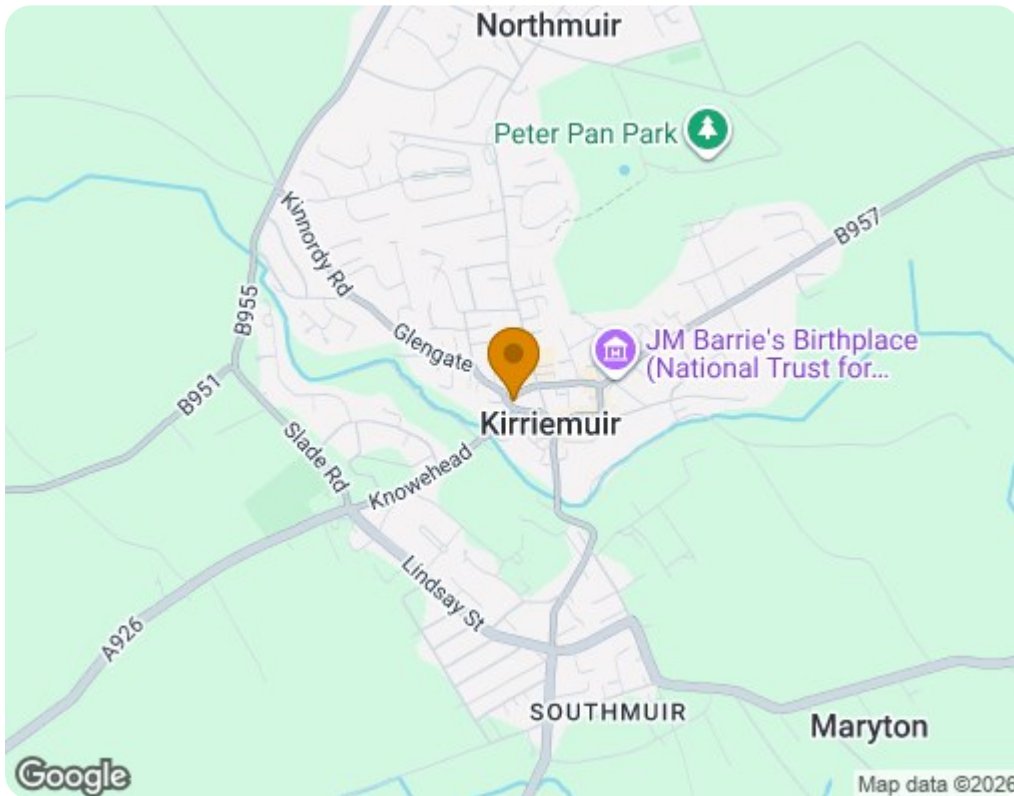 Northmuir
Peter Pan Park
B957
Kinnordy Rd
B955
Glengate
JM Barrie's Birthplace
(National Trust for...
B951
Kirriemuir
Slade Rd
Knowehead
Lindsay St
A926
SOUTHMUIR
Maryton
Google
Map data ©2026